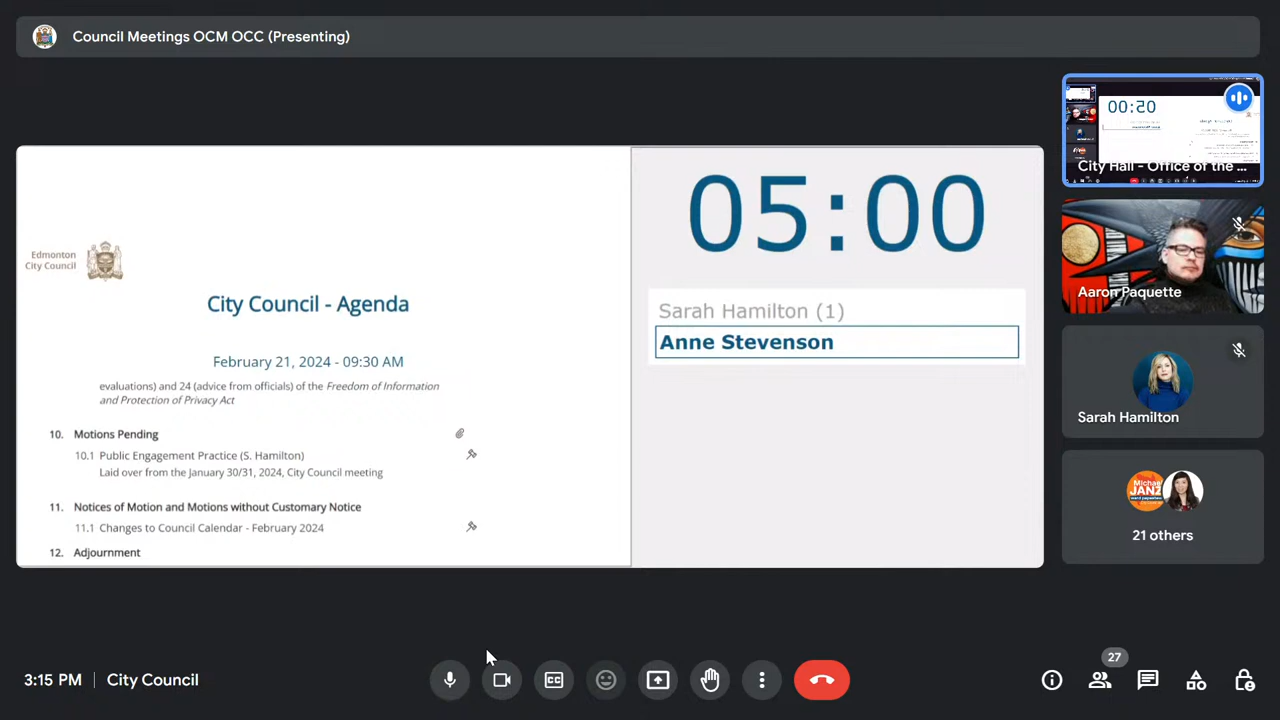 Council Meetings OCM OCC (Presenting)
Edmonton
City Council
City Council - Agenda
February 21, 2024 - 09:30 AM
evaluations) and 24 (advice from officials) of the Freedom of Information
and Protection of Privacy Act
10. Motions Pending
10.1 Public Engagement Practice (S. Hamilton)
Laid over from the January 30/31, 2024, City Council meeting
11. Notices of Motion and Motions without Customary Notice
11.1 Changes to Council Calendar - February 2024
12. Adjournment
05:00
Sarah Hamilton (1)
Anne Stevenson
05:00
City Hall - Office of the ...
Aaron Paquette
Sarah Hamilton
Michael
JANZ
21 others
3:15 PM | City Council
CC
27